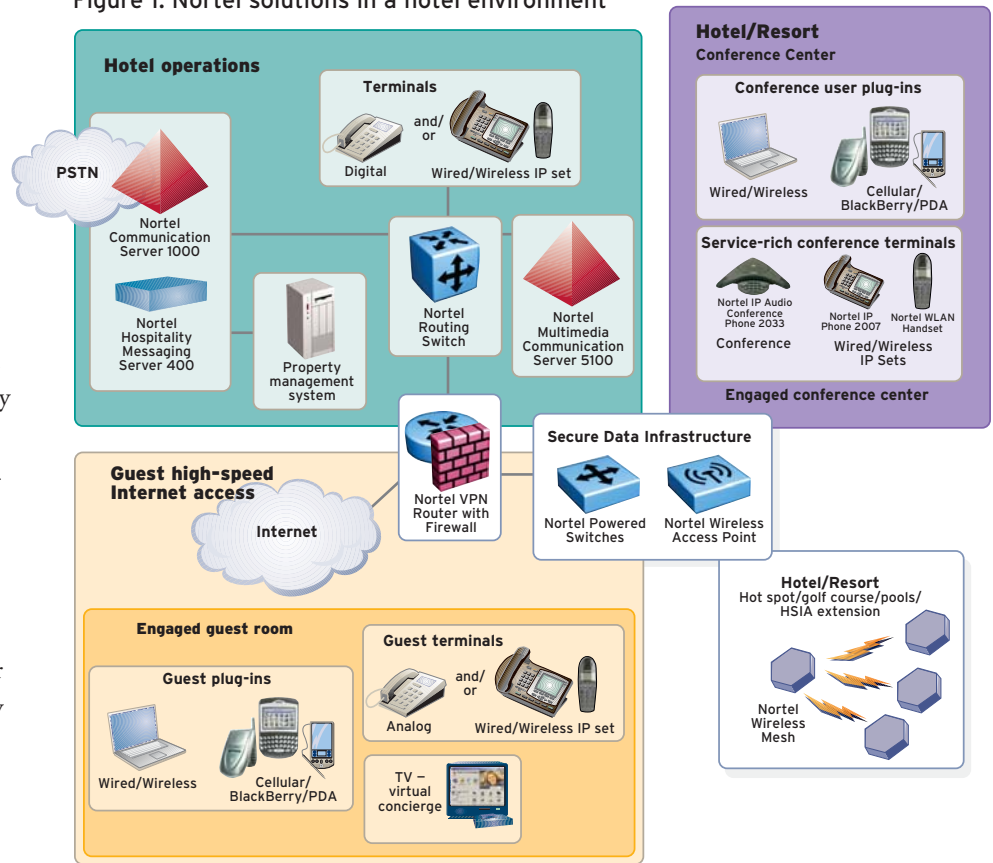 Figure 1. Nortel solutions in a hotel environment
Hotel operations
Terminals
and/
or
Digital
Wired/Wireless IP set
PSTN
Nortel
Communication
Server 1000
Nortel
Hospitality
Messaging
Server 400
Property
management
system
Nortel
Routing
Switch
Nortel
Multimedia
Communication
Server 5100
Hotel/Resort
Conference Center
Conference user plug-ins
Wired/Wireless
Cellular/
BlackBerry/PDA
Service-rich conference terminals
Nortel IP Audio
Conference
Phone 2033
Conference
Nortel IP
Phone 2007
Nortel WLAN
Handset
Wired/Wireless
IP Sets
Engaged conference center
Guest high-speed
Internet access
Internet
Nortel VPN
Router with
Firewall
Secure Data Infrastructure
Nortel Powered
Switches
Nortel Wireless
Access Point
Hotel/Resort
Hot spot/golf course/pools/
HSIA extension
Nortel
Wireless
Mesh
Engaged guest room
Guest plug-ins
Wired/Wireless
Cellular/
BlackBerry/PDA
Guest terminals
and/
or
Analog
Wired/Wireless IP set
TV –
virtual
concierge